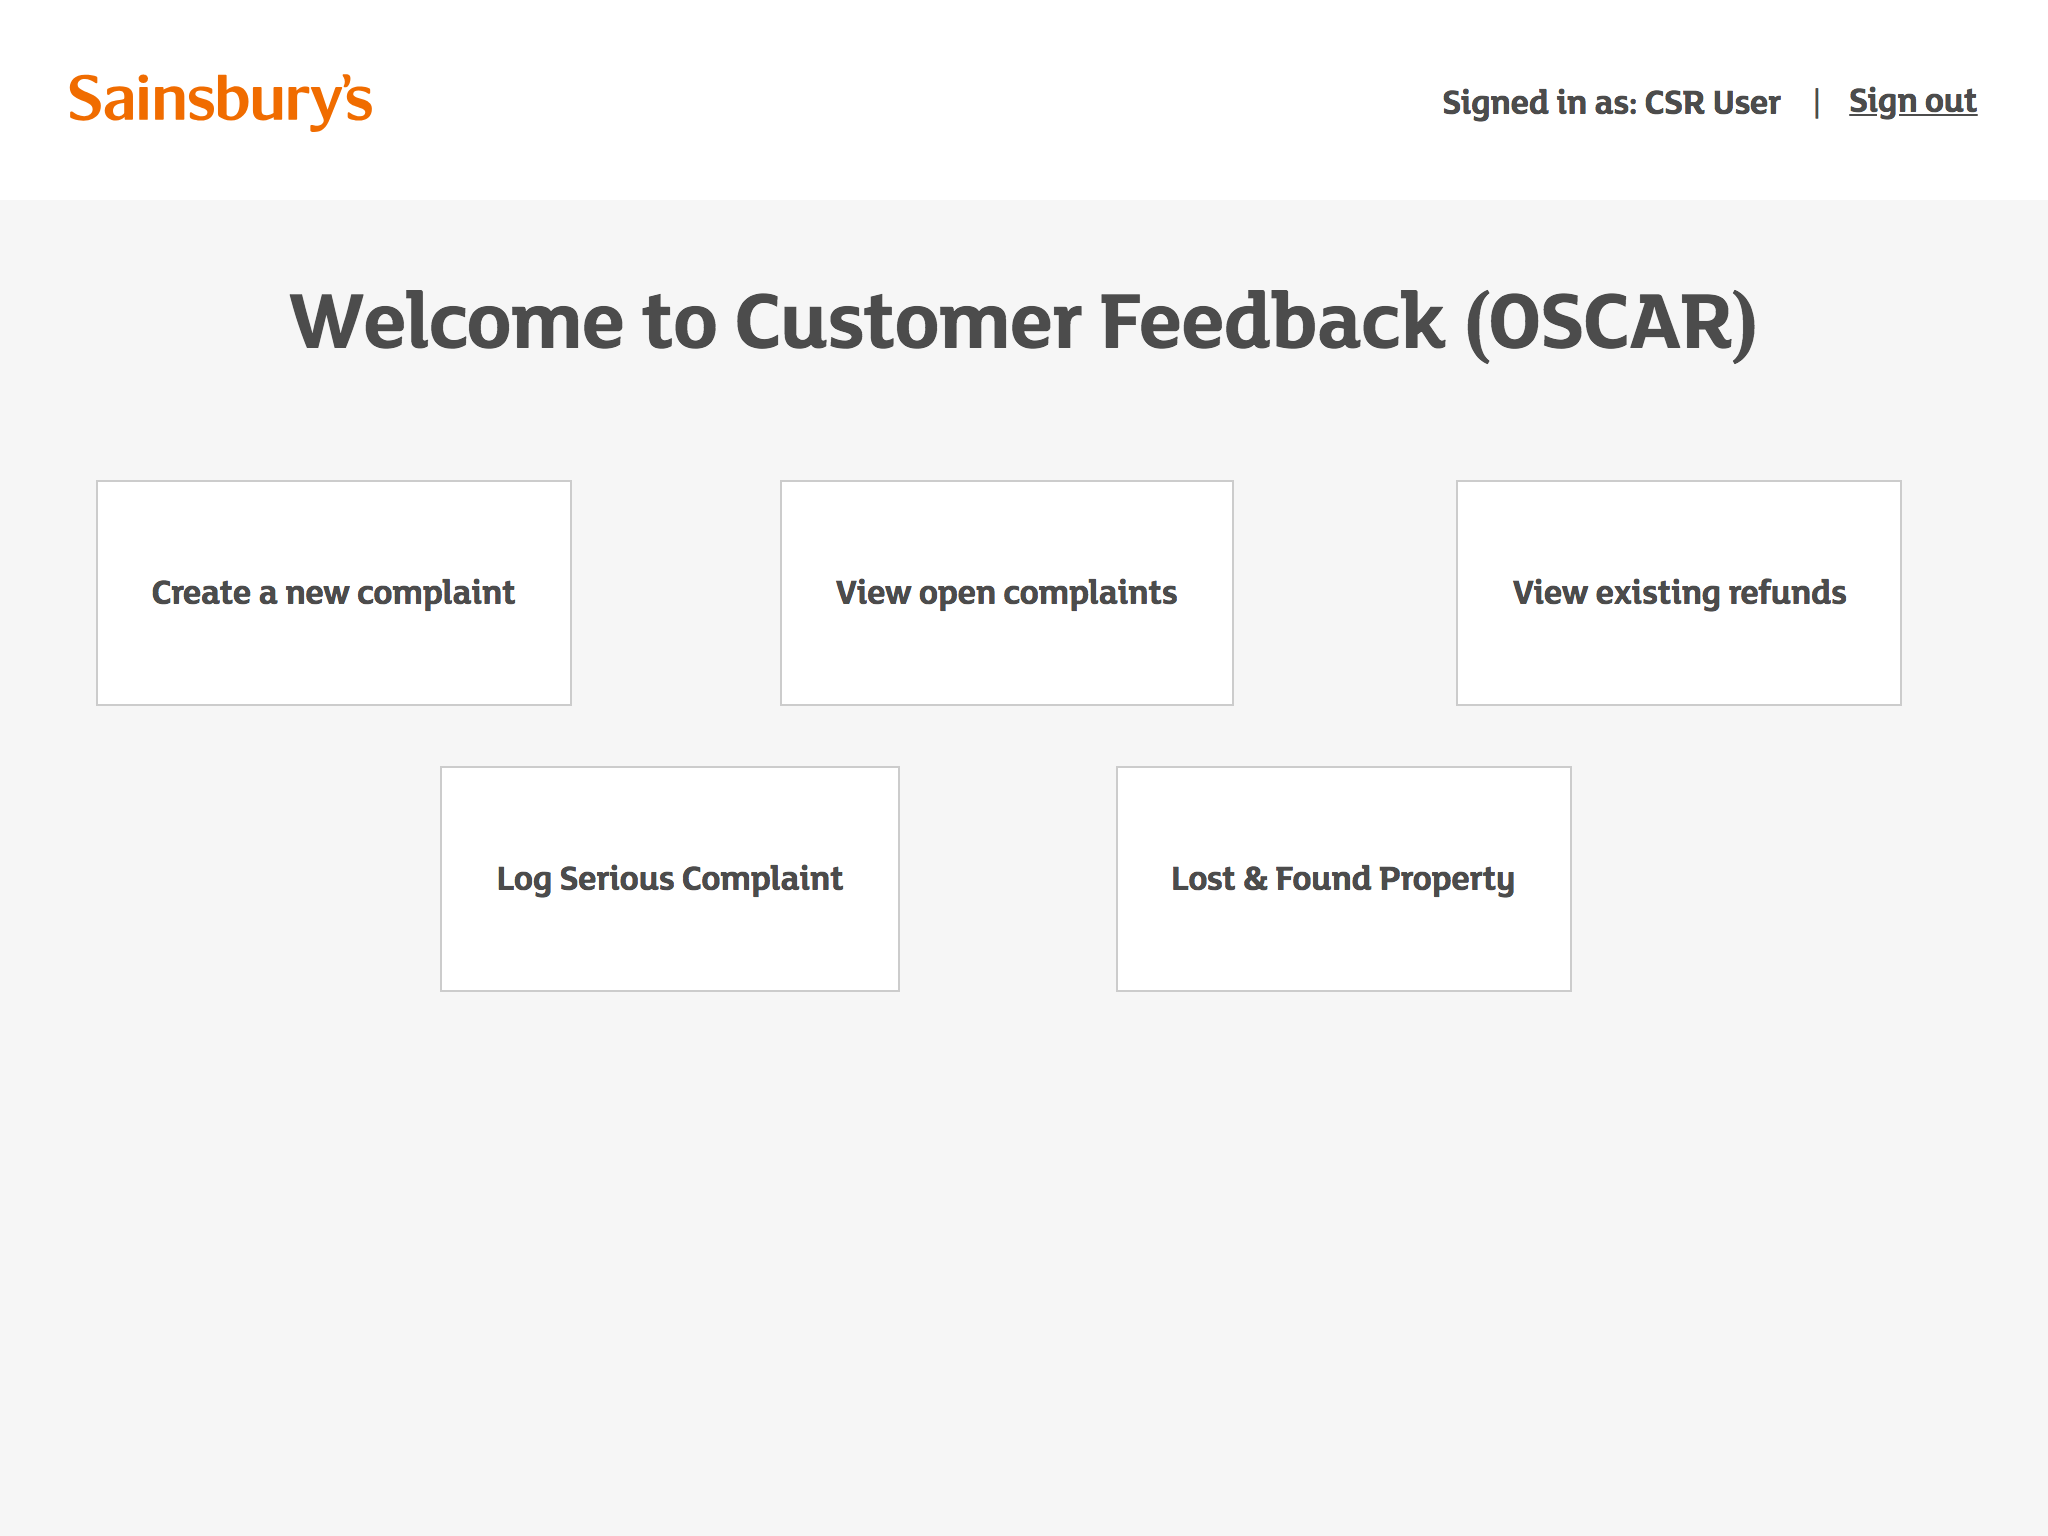 Sainsbury's
Signed in as: CSR User | Sign out
Welcome to Customer Feedback (OSCAR)
Create a new complaint
View open complaints
View existing refunds
Log Serious Complaint
Lost & Found Property